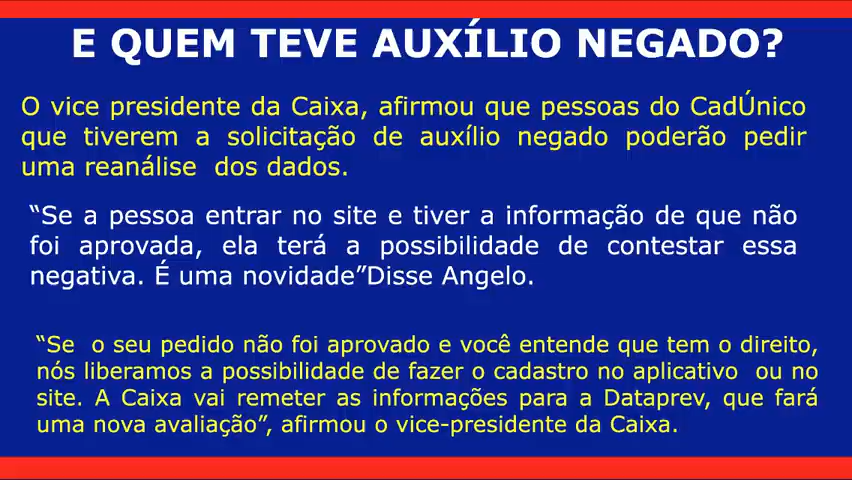 E QUEM TEVE AUXÍLIO NEGADO?
O vice presidente da Caixa, afirmou que pessoas do CadÚnico
que tiverem a solicitação de auxílio negado poderão pedir
uma reanálise dos dados.
“Se a pessoa entrar no site e tiver a informação de que não
foi aprovada, ela terá a possibilidade de contestar essa
negativa. É uma novidade”Disse Angelo.
“Se o seu pedido não foi aprovado e você entende que tem o direito,
nós liberamos a possibilidade de fazer o cadastro no aplicativo ou no
site. A Caixa vai remeter as informações para a Dataprev, que fará
uma nova avaliação”, afirmou o vice-presidente da Caixa.